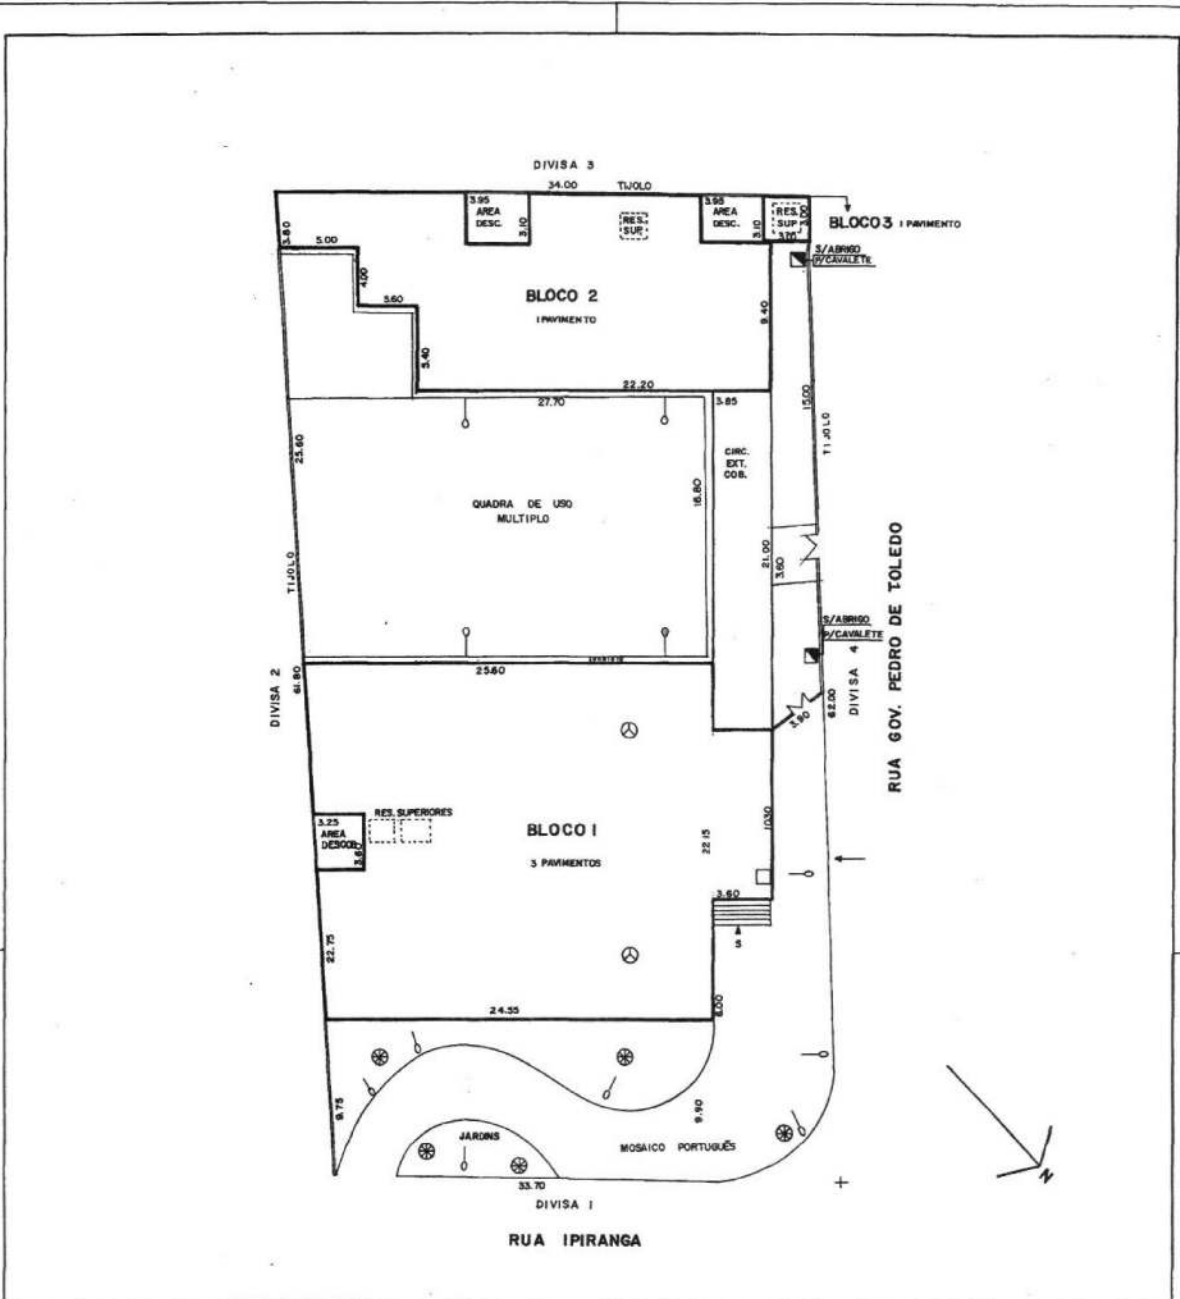 DIVISA 3
34.00 TIJOLO
3.95
AREA
DESC.
3.10
RES.
SUP.
3.95
AREA
DESC.
3.10
RES.
SUP
3.00
3.70
BLOCO 3 1 PAVIMENTO
S/ABRIGO
P/CAVALETE
3.80
5.00
4.00
3.60
5.40
BLOCO 2
1 PAVIMENTO
9.40
22.20
27.70
3.85
15.00
TIJOLO
25.60
CIRC.
EXT.
COB.
16.80
QUADRA DE USO
MULTIPLO
21.00
3.60
TIJOLO
RUA GOV. PEDRO DE TOLEDO
S/ABRIGO
P/CAVALETE
25.60
DIVISA 2
61.80
DIVISA 4
62.00
3.90
3.25
AREA
DESCOB.
3.60
RES. SUPERIORES
BLOCO 1
3 PAVIMENTOS
22.15
10.30
3.60
S
22.75
24.55
6.00
9.75
9.90
JARDINS
MOSAICO PORTUGUÊS
33.70
DIVISA 1
RUA IPIRANGA
N